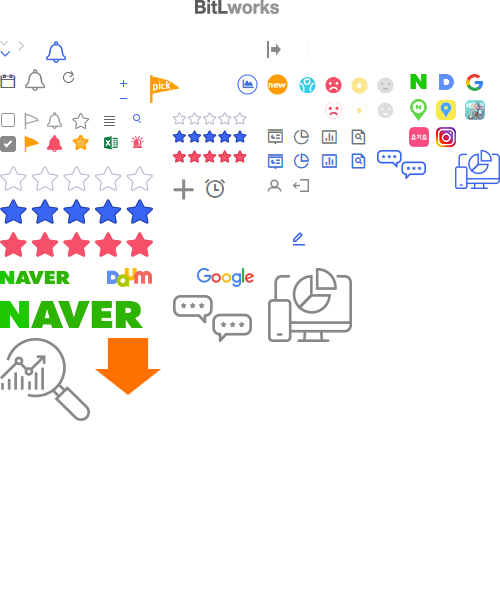 BitLworks
pick
new
N D G
N
요기요
NAVER Daum Google
NAVER